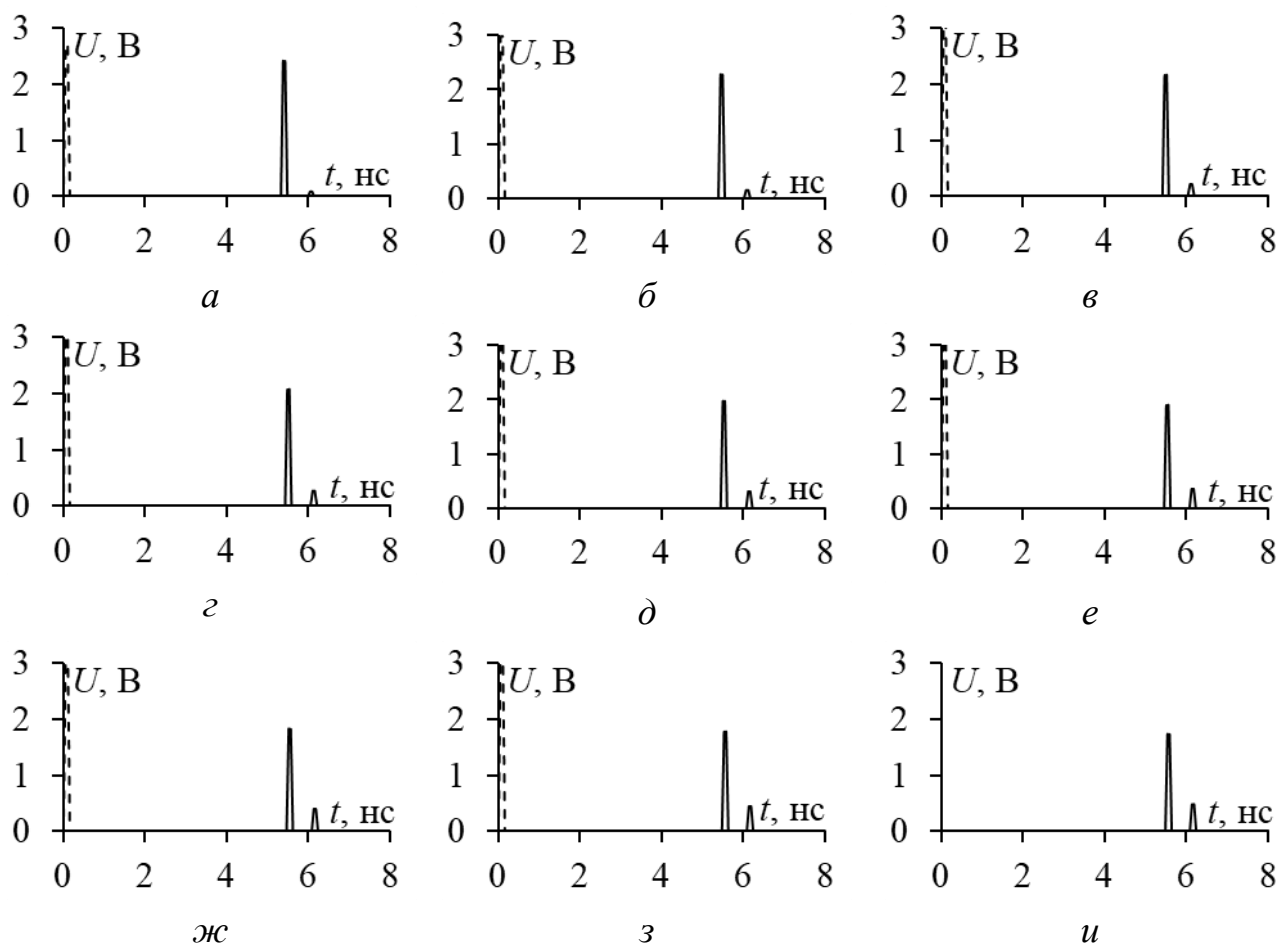 3 U, В 3 U, В 3 U, В
2 2 2
1 1 1
0 t, нс 0 t, нс 0 t, нс
0 2 4 6 8 0 2 4 6 8 0 2 4 6 8
а б в
3 U, В 3 U, В 3 U, В
2 2 2
1 1 1
0 t, нс 0 t, нс 0 t, нс
0 2 4 6 8 0 2 4 6 8 0 2 4 6 8
г д е
3 U, В 3 U, В 3 U, В
2 2 2
1 1 1
0 t, нс 0 t, нс 0 t, нс
0 2 4 6 8 0 2 4 6 8 0 2 4 6 8
ж з и